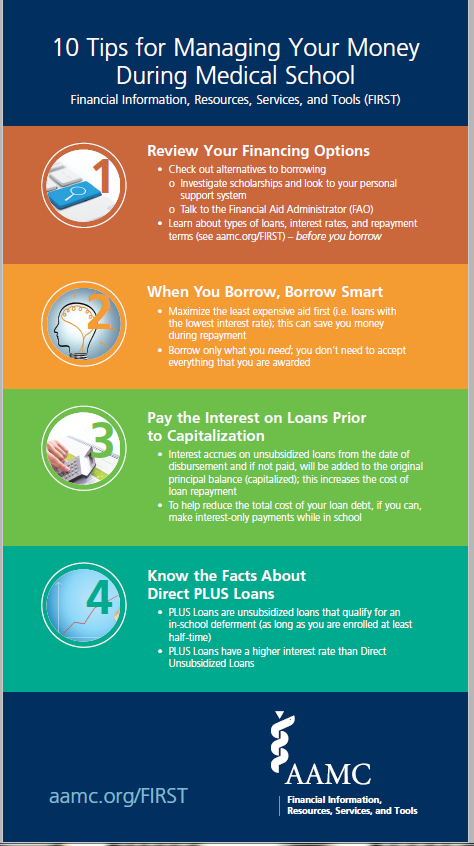 10 Tips for Managing Your Money
During Medical School
Financial Information, Resources, Services, and Tools (FIRST)
1
Review Your Financing Options
• Check out alternatives to borrowing
o Investigate scholarships and look to your personal
support system
o Talk to the Financial Aid Administrator (FAO)
• Learn about types of loans, interest rates, and repayment
terms (see aamc.org/FIRST) – before you borrow
2
When You Borrow, Borrow Smart
• Maximize the least expensive aid first (i.e. loans with
the lowest interest rate); this can save you money
during repayment
• Borrow only what you need; you don't need to accept
everything that you are awarded
3
Pay the Interest on Loans Prior
to Capitalization
• Interest accrues on unsubsidized loans from the date of
disbursement and if not paid, will be added to the original
principal balance (capitalized); this increases the cost of
loan repayment
• To help reduce the total cost of your loan debt, if you can,
make interest-only payments while in school
4
Know the Facts About
Direct PLUS Loans
• PLUS Loans are unsubsidized loans that qualify for an
in-school deferment (as long as you are enrolled at least
half-time)
• PLUS Loans have a higher interest rate than Direct
Unsubsidized Loans
aamc.org/FIRST
AAMC
Financial Information,
Resources, Services, and Tools